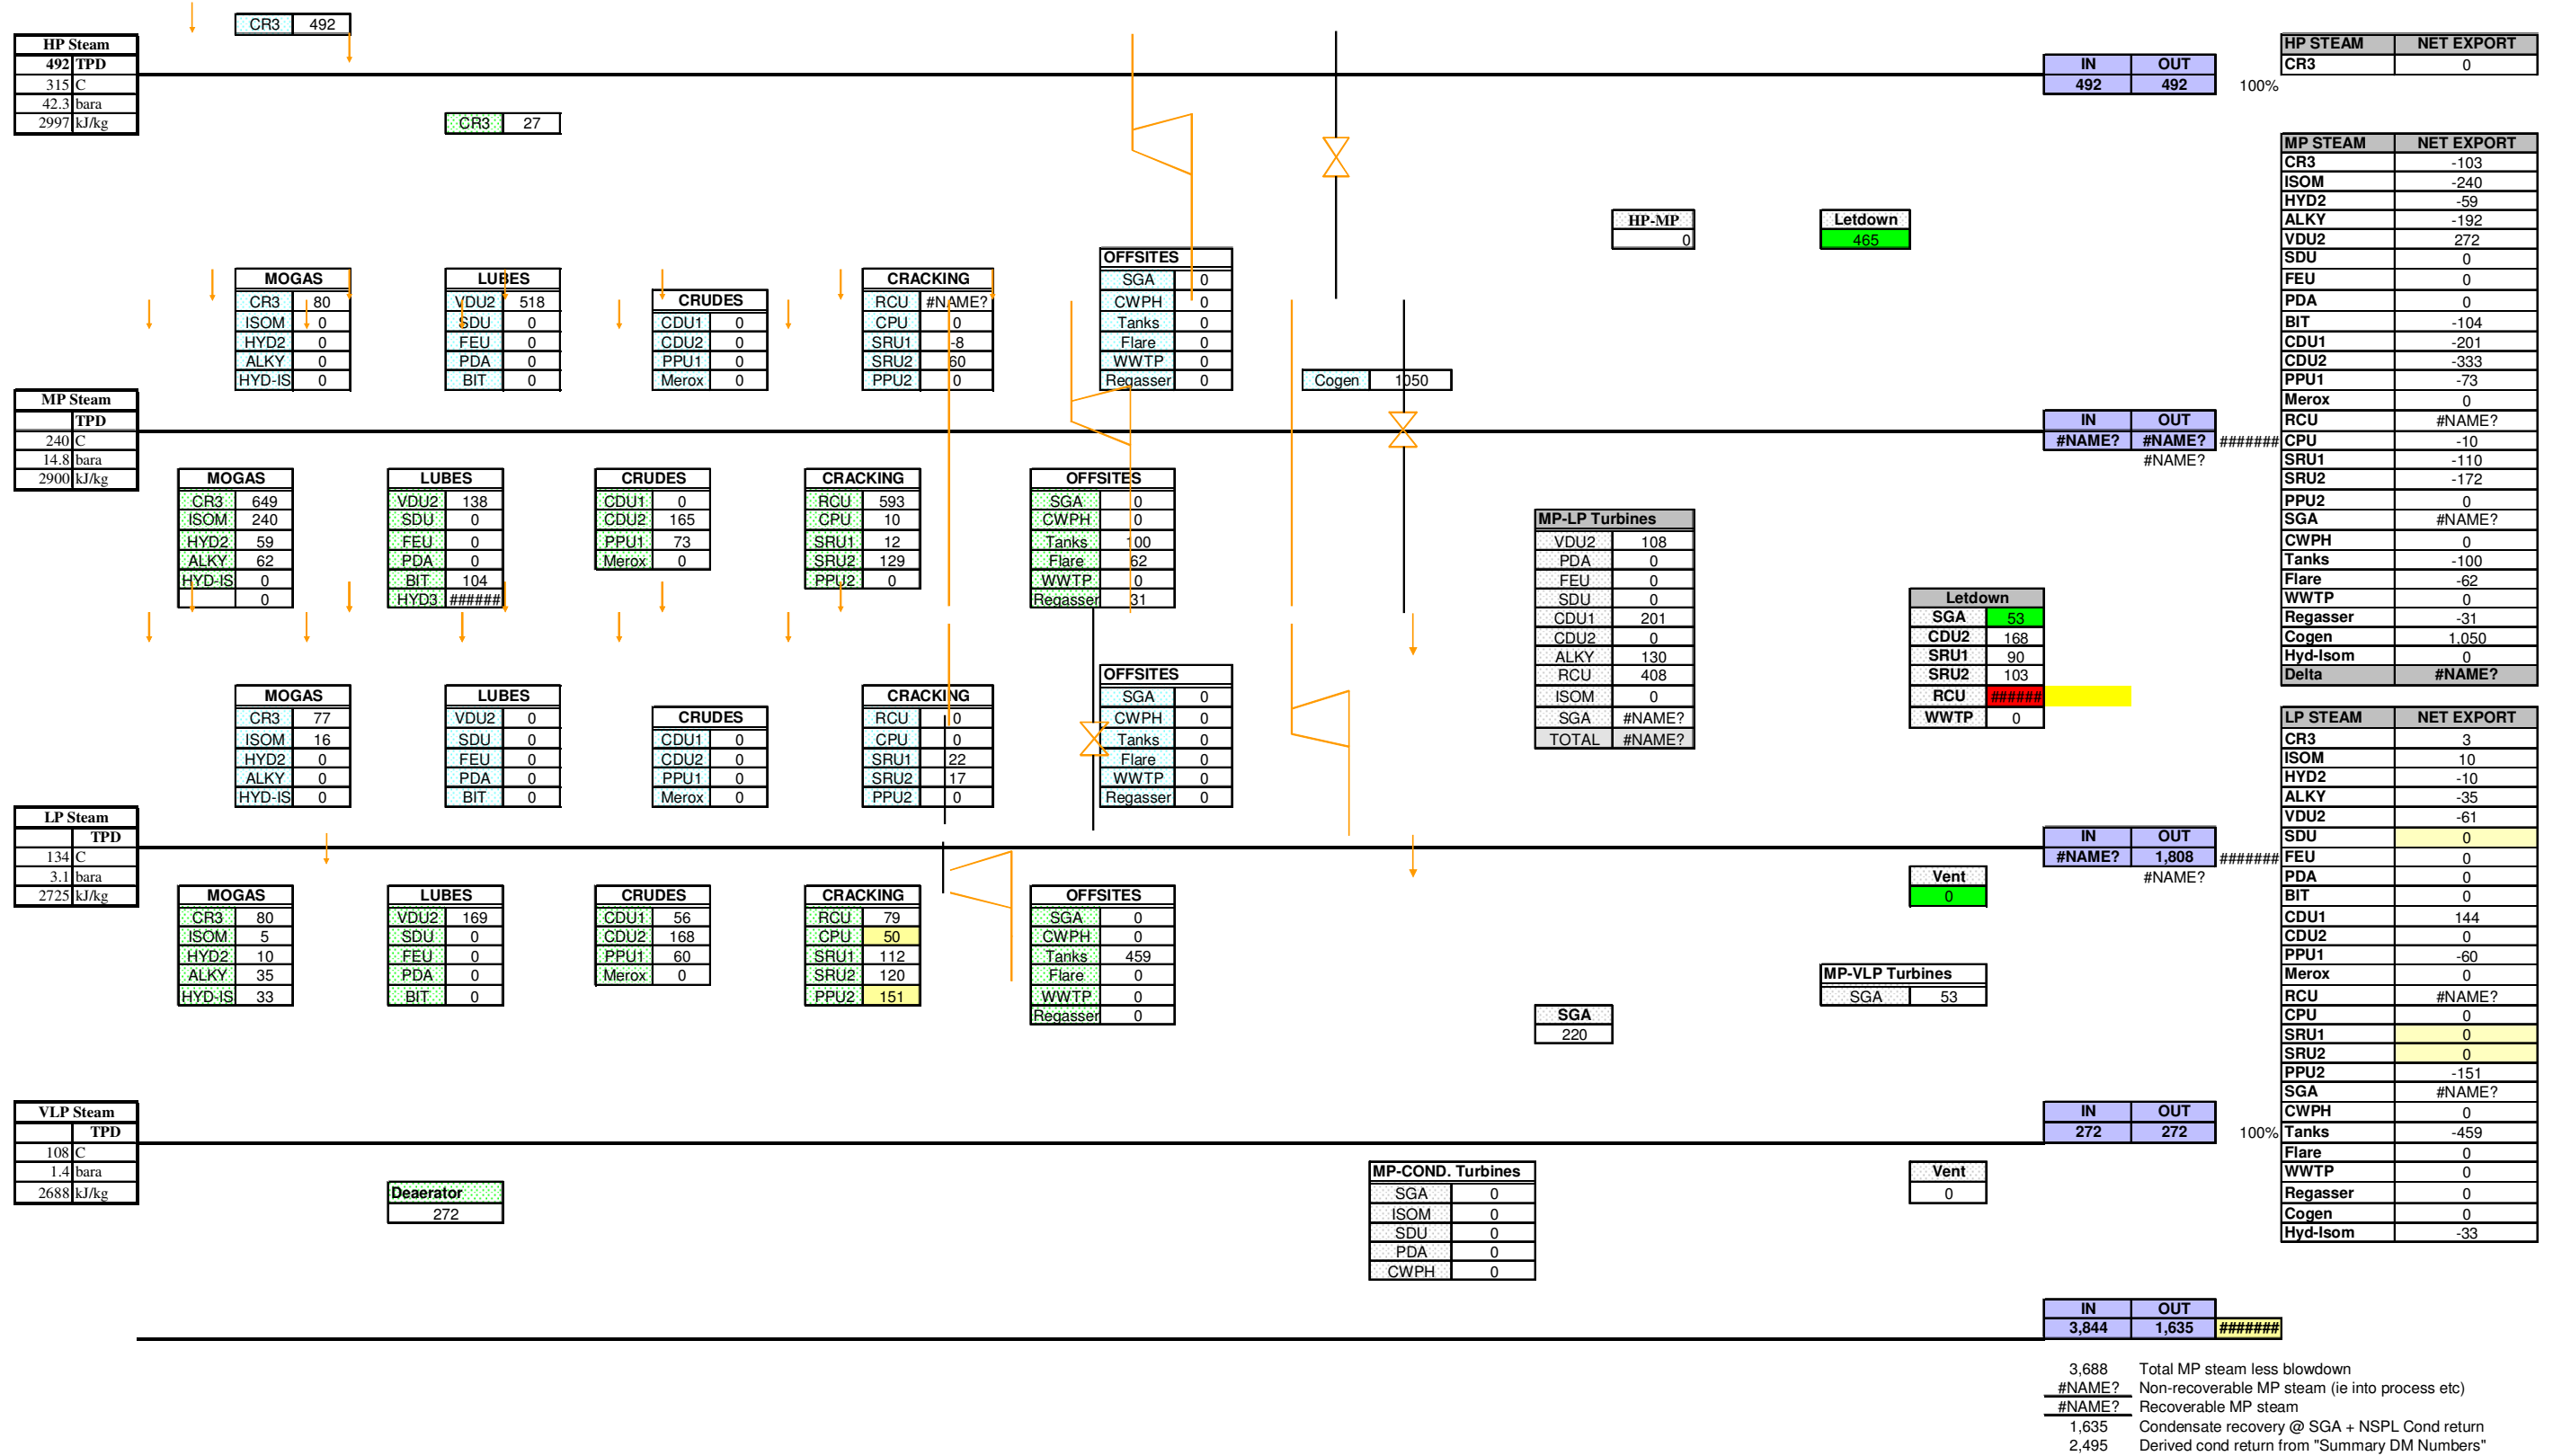 CR3 492
HP Steam
492 TPD
315 C
42.3 bara
2997 kJ/kg
IN OUT
492 492 100%
HP STEAM NET EXPORT
CR3 0
CR3 27
HP-MP
0
Letdown
465
MOGAS
CR3 80
ISOM 0
HYD2 0
ALKY 0
HYD-IS 0
LUBES
VDU2 518
SDU 0
FEU 0
PDA 0
BIT 0
CRUDES
CDU1 0
CDU2 0
PPU1 0
Merox 0
CRACKING
RCU #NAME?
CPU 0
SRU1 -8
SRU2 60
PPU2 0
OFFSITES
SGA 0
CWPH 0
Tanks 0
Flare 0
WWTP 0
Regasser 0
Cogen 1050
MP Steam
TPD
240 C
14.8 bara
2900 kJ/kg
IN OUT
#NAME? #NAME? #######
#NAME?
MP STEAM NET EXPORT
CR3 -103
ISOM -240
HYD2 -59
ALKY -192
VDU2 272
SDU 0
FEU 0
PDA 0
BIT -104
CDU1 -201
CDU2 -333
PPU1 -73
Merox 0
RCU #NAME?
CPU -10
SRU1 -110
SRU2 -172
PPU2 0
SGA #NAME?
CWPH 0
Tanks -100
Flare -62
WWTP 0
Regasser -31
Cogen 1,050
Hyd-Isom 0
Delta #NAME?
MOGAS
CR3 649
ISOM 240
HYD2 59
ALKY 62
HYD-IS 0
0
LUBES
VDU2 138
SDU 0
FEU 0
PDA 0
BIT 104
HYD3 ######
CRUDES
CDU1 0
CDU2 165
PPU1 73
Merox 0
CRACKING
RCU 593
CPU 10
SRU1 12
SRU2 129
PPU2 0
OFFSITES
SGA 0
CWPH 0
Tanks 100
Flare 62
WWTP 0
Regasser 31
MP-LP Turbines
VDU2 108
PDA 0
FEU 0
SDU 0
CDU1 201
CDU2 0
ALKY 130
RCU 408
ISOM 0
SGA #NAME?
TOTAL #NAME?
Letdown
SGA 53
CDU2 168
SRU1 90
SRU2 103
RCU ######
WWTP 0
MOGAS
CR3 77
ISOM 16
HYD2 0
ALKY 0
HYD-IS 0
LUBES
VDU2 0
SDU 0
FEU 0
PDA 0
BIT 0
CRUDES
CDU1 0
CDU2 0
PPU1 0
Merox 0
CRACKING
RCU 0
CPU 0
SRU1 22
SRU2 17
PPU2 0
OFFSITES
SGA 0
CWPH 0
Tanks 0
Flare 0
WWTP 0
Regasser 0
LP Steam
TPD
134 C
3.1 bara
2725 kJ/kg
IN OUT
#NAME? 1,808 #######
#NAME?
Vent
0
LP STEAM NET EXPORT
CR3 3
ISOM 10
HYD2 -10
ALKY -35
VDU2 -61
SDU 0
FEU 0
PDA 0
BIT 0
CDU1 144
CDU2 0
PPU1 -60
Merox 0
RCU #NAME?
CPU 0
SRU1 0
SRU2 0
PPU2 -151
SGA #NAME?
CWPH 0
Tanks -459
Flare 0
WWTP 0
Regasser 0
Cogen 0
Hyd-Isom -33
MOGAS
CR3 80
ISOM 5
HYD2 10
ALKY 35
HYD-IS 33
LUBES
VDU2 169
SDU 0
FEU 0
PDA 0
BIT 0
CRUDES
CDU1 56
CDU2 168
PPU1 60
Merox 0
CRACKING
RCU 79
CPU 50
SRU1 112
SRU2 120
PPU2 151
OFFSITES
SGA 0
CWPH 0
Tanks 459
Flare 0
WWTP 0
Regasser 0
MP-VLP Turbines
SGA 53
SGA
220
VLP Steam
TPD
108 C
1.4 bara
2688 kJ/kg
IN OUT
272 272 100%
Deaerator
272
MP-COND. Turbines
SGA 0
ISOM 0
SDU 0
PDA 0
CWPH 0
Vent
0
IN OUT
3,844 1,635 #######
3,688 Total MP steam less blowdown
#NAME? Non-recoverable MP steam (ie into process etc)
#NAME? Recoverable MP steam
1,635 Condensate recovery @ SGA + NSPL Cond return
2,495 Derived cond return from "Summary DM Numbers"